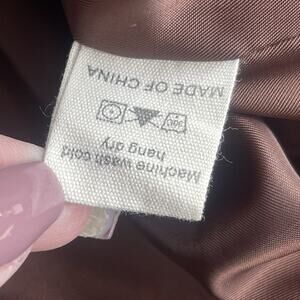 Machine wash cold
hang dry
MADE OF CHINA